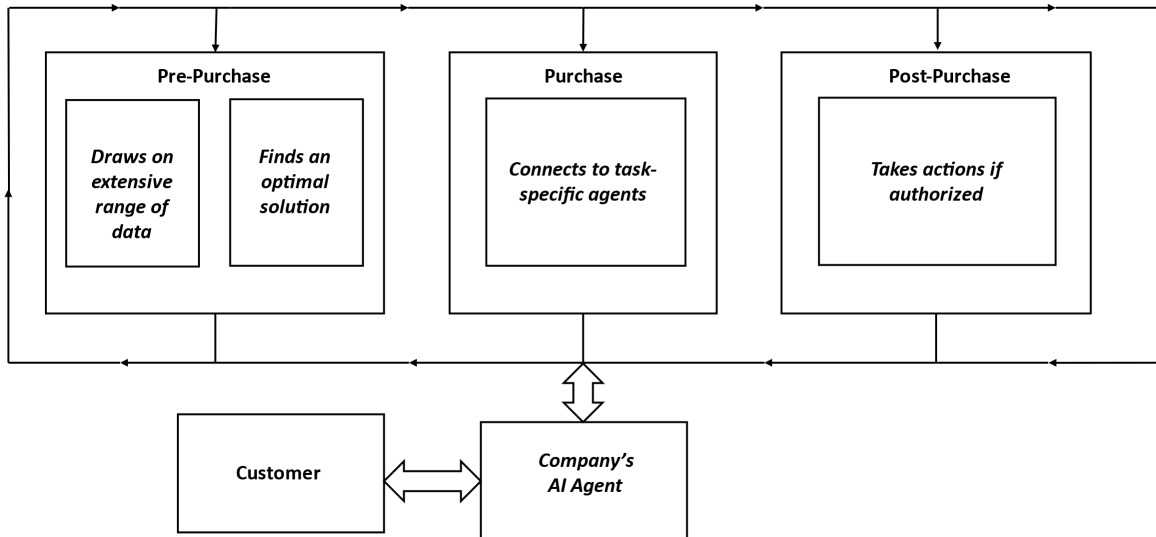 Pre-Purchase
Draws on
extensive
range of
data
Finds an
optimal
solution
Purchase
Connects to task-
specific agents
Post-Purchase
Takes actions if
authorized
Customer
Company’s
AI Agent